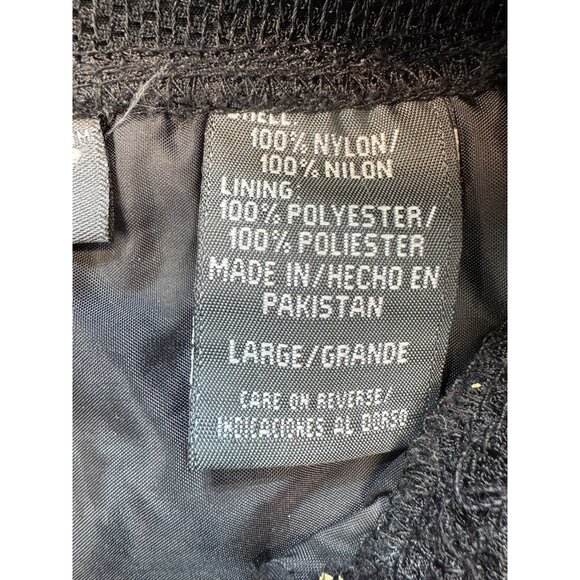 SHELL:
100% NYLON/
100% NILON
LINING:
100% POLYESTER/
100% POLIESTER
MADE IN/HECHO EN
PAKISTAN
LARGE/GRANDE
CARE ON REVERSE/
INDICACIONES AL DORSO